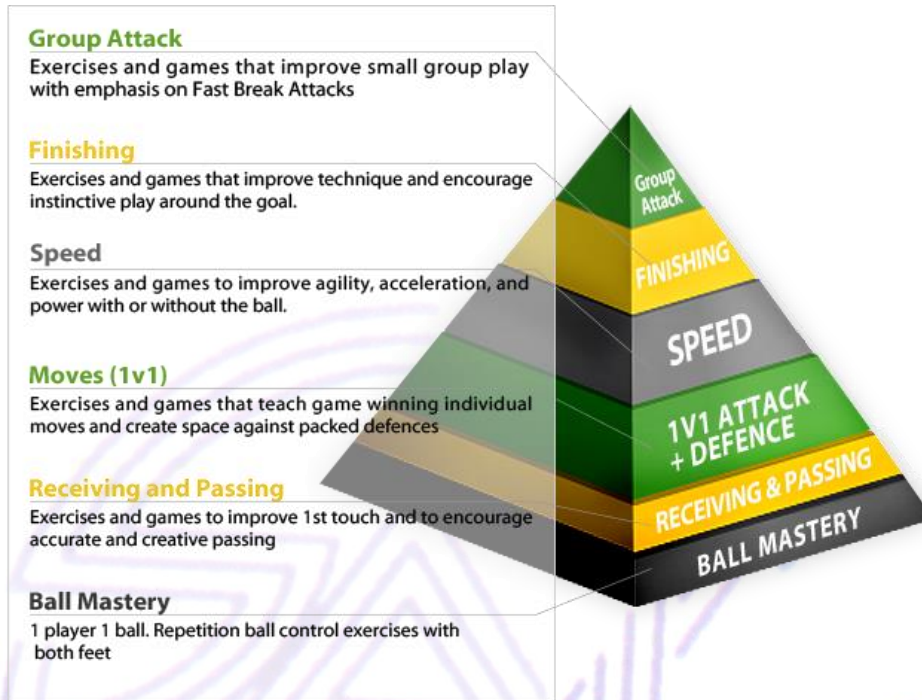 Group Attack
Exercises and games that improve small group play
with emphasis on Fast Break Attacks
Finishing
Exercises and games that improve technique and encourage
instinctive play around the goal.
Speed
Exercises and games to improve agility, acceleration, and
power with or without the ball.
Moves (1v1)
Exercises and games that teach game winning individual
moves and create space against packed defences
Receiving and Passing
Exercises and games to improve 1st touch and to encourage
accurate and creative passing
Ball Mastery
1 player 1 ball. Repetition ball control exercises with
both feet
Group
Attack
FINISHING
SPEED
1V1 ATTACK
+ DEFENCE
RECEIVING & PASSING
BALL MASTERY